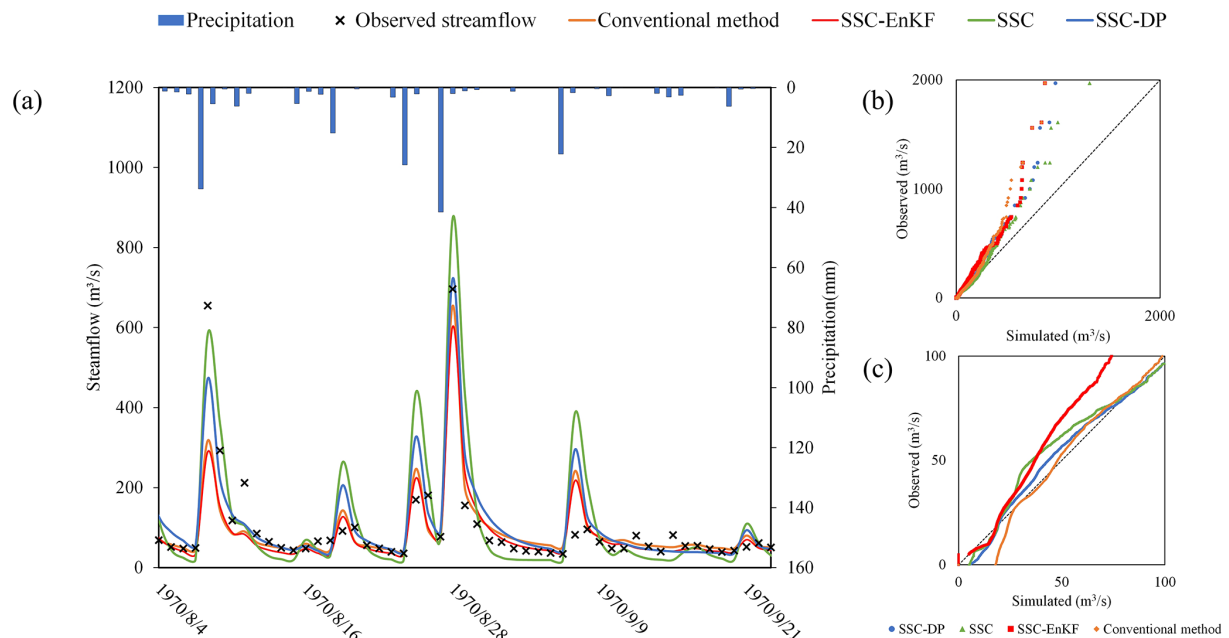 Precipitation Observed streamflow Conventional method SSC-EnKF SSC SSC-DP
(a)
Steamflow (m³/s)
1200
1000
800
600
400
200
0
0
20
40
60
80
100
120
140
160
Precipitation(mm)
1970/8/4 1970/8/16 1970/8/28 1970/9/9 1970/9/21
(b)
Observed (m³/s)
2000
1000
0
0 2000
Simulated (m³/s)
(c)
Observed (m³/s)
100
50
0
0 50 100
Simulated (m³/s)
SSC-DP SSC SSC-EnKF Conventional method